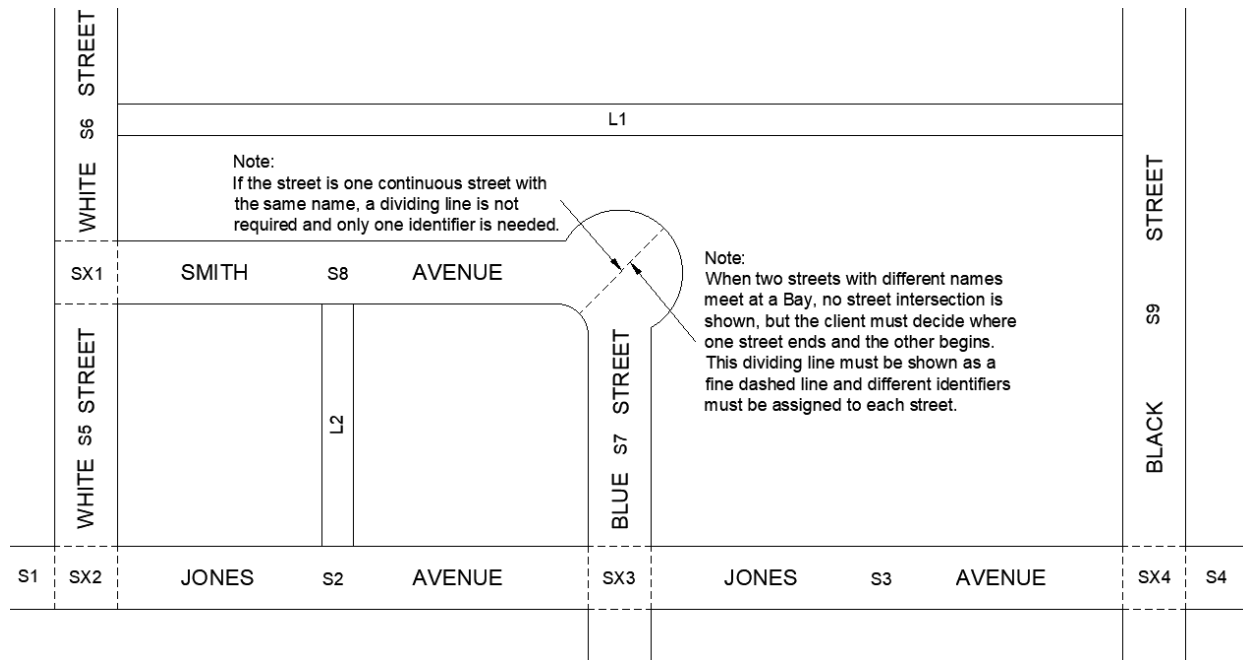 WHITE S6 STREET
L1
Note:
If the street is one continuous street with
the same name, a dividing line is not
required and only one identifier is needed.
Note:
When two streets with different names
meet at a Bay, no street intersection is
shown, but the client must decide where
one street ends and the other begins.
This dividing line must be shown as a
fine dashed line and different identifiers
must be assigned to each street.
SX1 SMITH S8 AVENUE
WHITE S5 STREET
L2
BLUE S7 STREET
BLACK S9 STREET
S1 SX2 JONES S2 AVENUE SX3 JONES S3 AVENUE SX4 S4